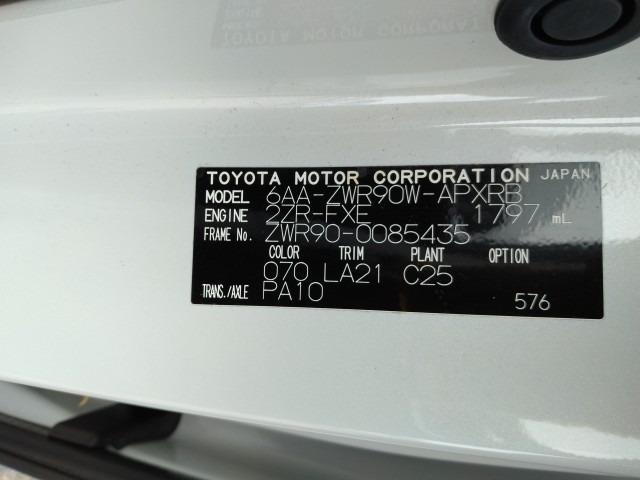 TOYOTA MOTOR CORPORATION JAPAN
MODEL 6AA-ZWR90W-APXRB
ENGINE 2ZR-FXE 1797 mL
FRAME No. ZWR90-0085435
COLOR TRIM PLANT OPTION
070 LA21 C25
TRANS./AXLE PA10 576